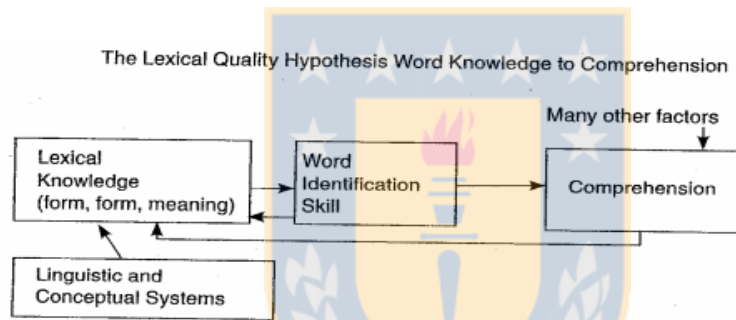 The Lexical Quality Hypothesis Word Knowledge to Comprehension
Many other factors
Lexical
Knowledge
(form, form, meaning)
Word
Identification
Skill
Comprehension
Linguistic and
Conceptual Systems